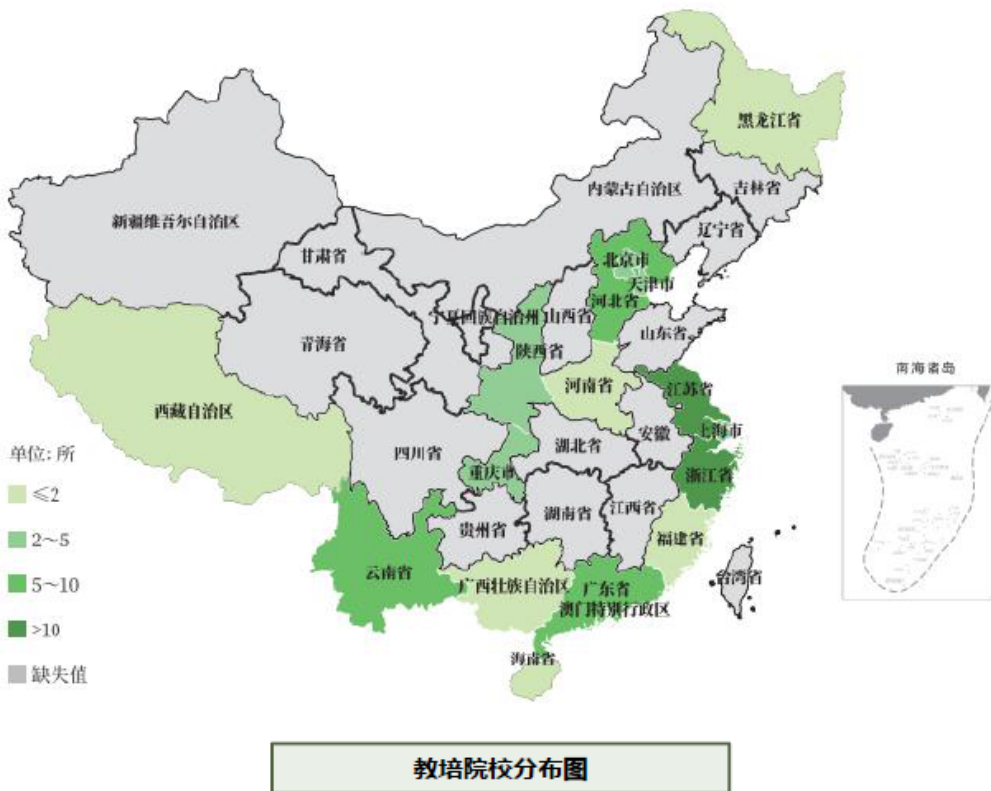 黑龙江省
内蒙古自治区
吉林省
新疆维吾尔自治区
辽宁省
甘肃省
北京市
天津市
河北省
宁夏回族自治州
山西省
山东省
青海省
陕西省
南海诸岛
河南省
江苏省
西藏自治区
安徽
上海市
四川省
湖北省
重庆市
浙江省
单位: 所
≤2
2～5
5～10
>10
缺失值
贵州省
湖南省
江西省
福建省
云南省
广西壮族自治区
广东省
台湾省
澳门特别行政区
海南省
教培院校分布图